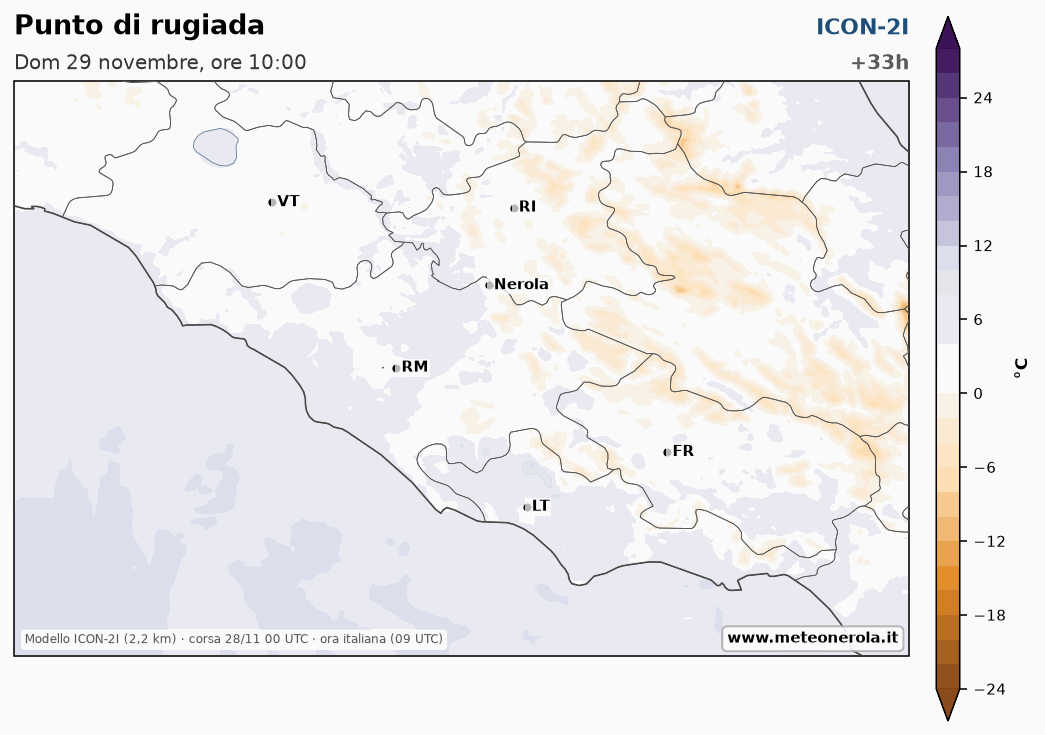 Punto di rugiada
ICON-2I
Dom 29 novembre, ore 10:00
+33h
24
18
12
6
0
−6
−12
−18
−24
°C
VT
RI
Nerola
RM
FR
LT
Modello ICON-2I (2,2 km) · corsa 28/11 00 UTC · ora italiana (09 UTC)
www.meteonerola.it